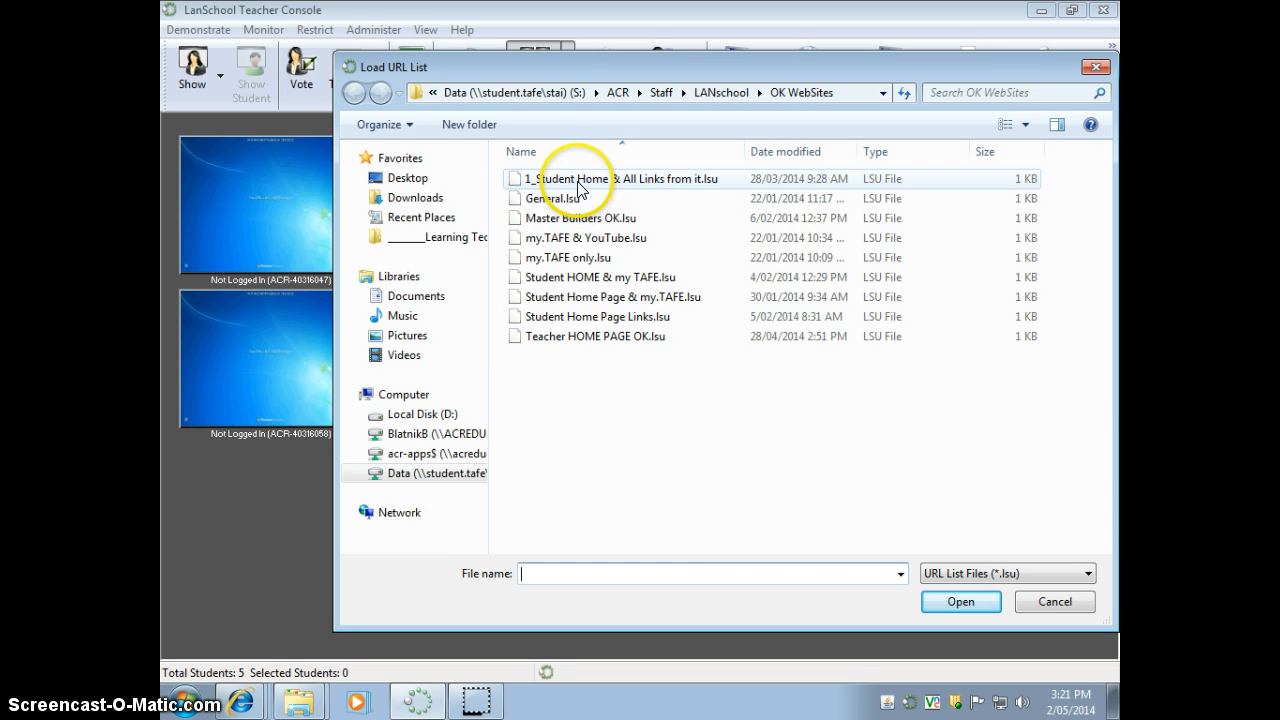 LanSchool Teacher Console
Demonstrate Monitor Restrict Administer View Help
Show
Show Student
Vote
Load URL List
« Data (\\student.tafe\stai) (S:) ACR Staff LANschool OK WebSites
Search OK WebSites
Organize New folder
Name Date modified Type Size
1_Student Home & All Links from it.lsu 28/03/2014 9:28 AM LSU File 1 KB
General.lsu 22/01/2014 11:17 ... LSU File 1 KB
Master Builders OK.lsu 6/02/2014 12:37 PM LSU File 1 KB
my.TAFE & YouTube.lsu 22/01/2014 10:34 ... LSU File 1 KB
my.TAFE only.lsu 22/01/2014 10:09 ... LSU File 1 KB
Student HOME & my TAFE.lsu 4/02/2014 12:29 PM LSU File 1 KB
Student Home Page & my.TAFE.lsu 30/01/2014 9:34 AM LSU File 1 KB
Student Home Page Links.lsu 5/02/2014 8:31 AM LSU File 1 KB
Teacher HOME PAGE OK.lsu 28/04/2014 2:51 PM LSU File 1 KB
Favorites
Desktop
Downloads
Recent Places
_______Learning Tec
Libraries
Documents
Music
Pictures
Videos
Computer
Local Disk (D:)
BlatnikB (\\ACREDU
acr-apps$ (\\acredu
Data (\\student.tafe\
Network
Not Logged In (ACR-40316047)
Not Logged In (ACR-40316058)
File name:
URL List Files (*.lsu)
Open Cancel
Total Students: 5 Selected Students: 0
Screencast-O-Matic.com
3:21 PM
2/05/2014